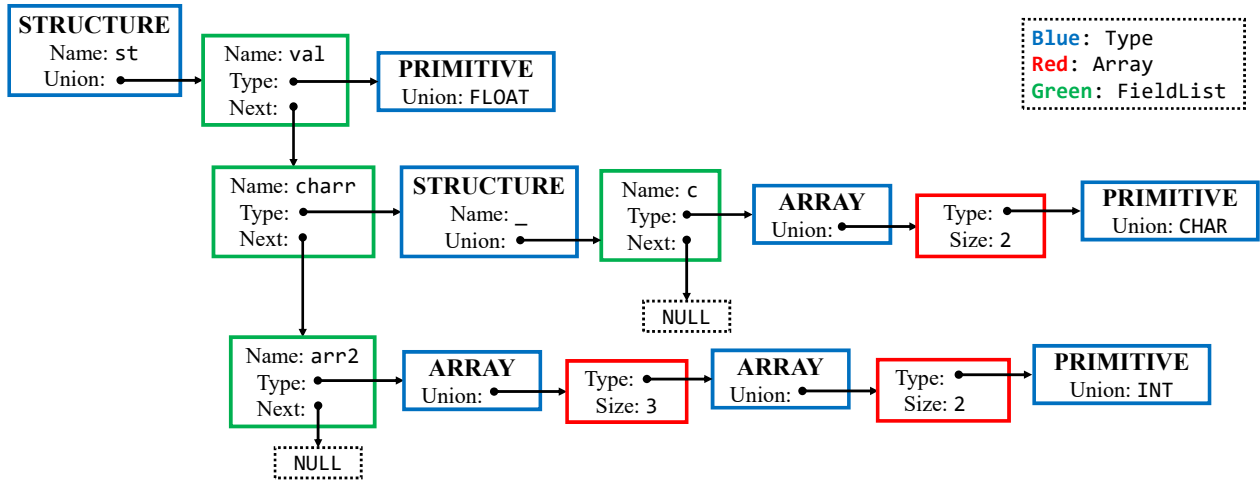 STRUCTURE
Name: st
Union:
Name: val
Type:
Next:
PRIMITIVE
Union: FLOAT
Blue: Type
Red: Array
Green: FieldList
Name: charr
Type:
Next:
STRUCTURE
Name: _
Union:
Name: c
Type:
Next:
ARRAY
Union:
Type:
Size: 2
PRIMITIVE
Union: CHAR
NULL
Name: arr2
Type:
Next:
ARRAY
Union:
Type:
Size: 3
ARRAY
Union:
Type:
Size: 2
PRIMITIVE
Union: INT
NULL